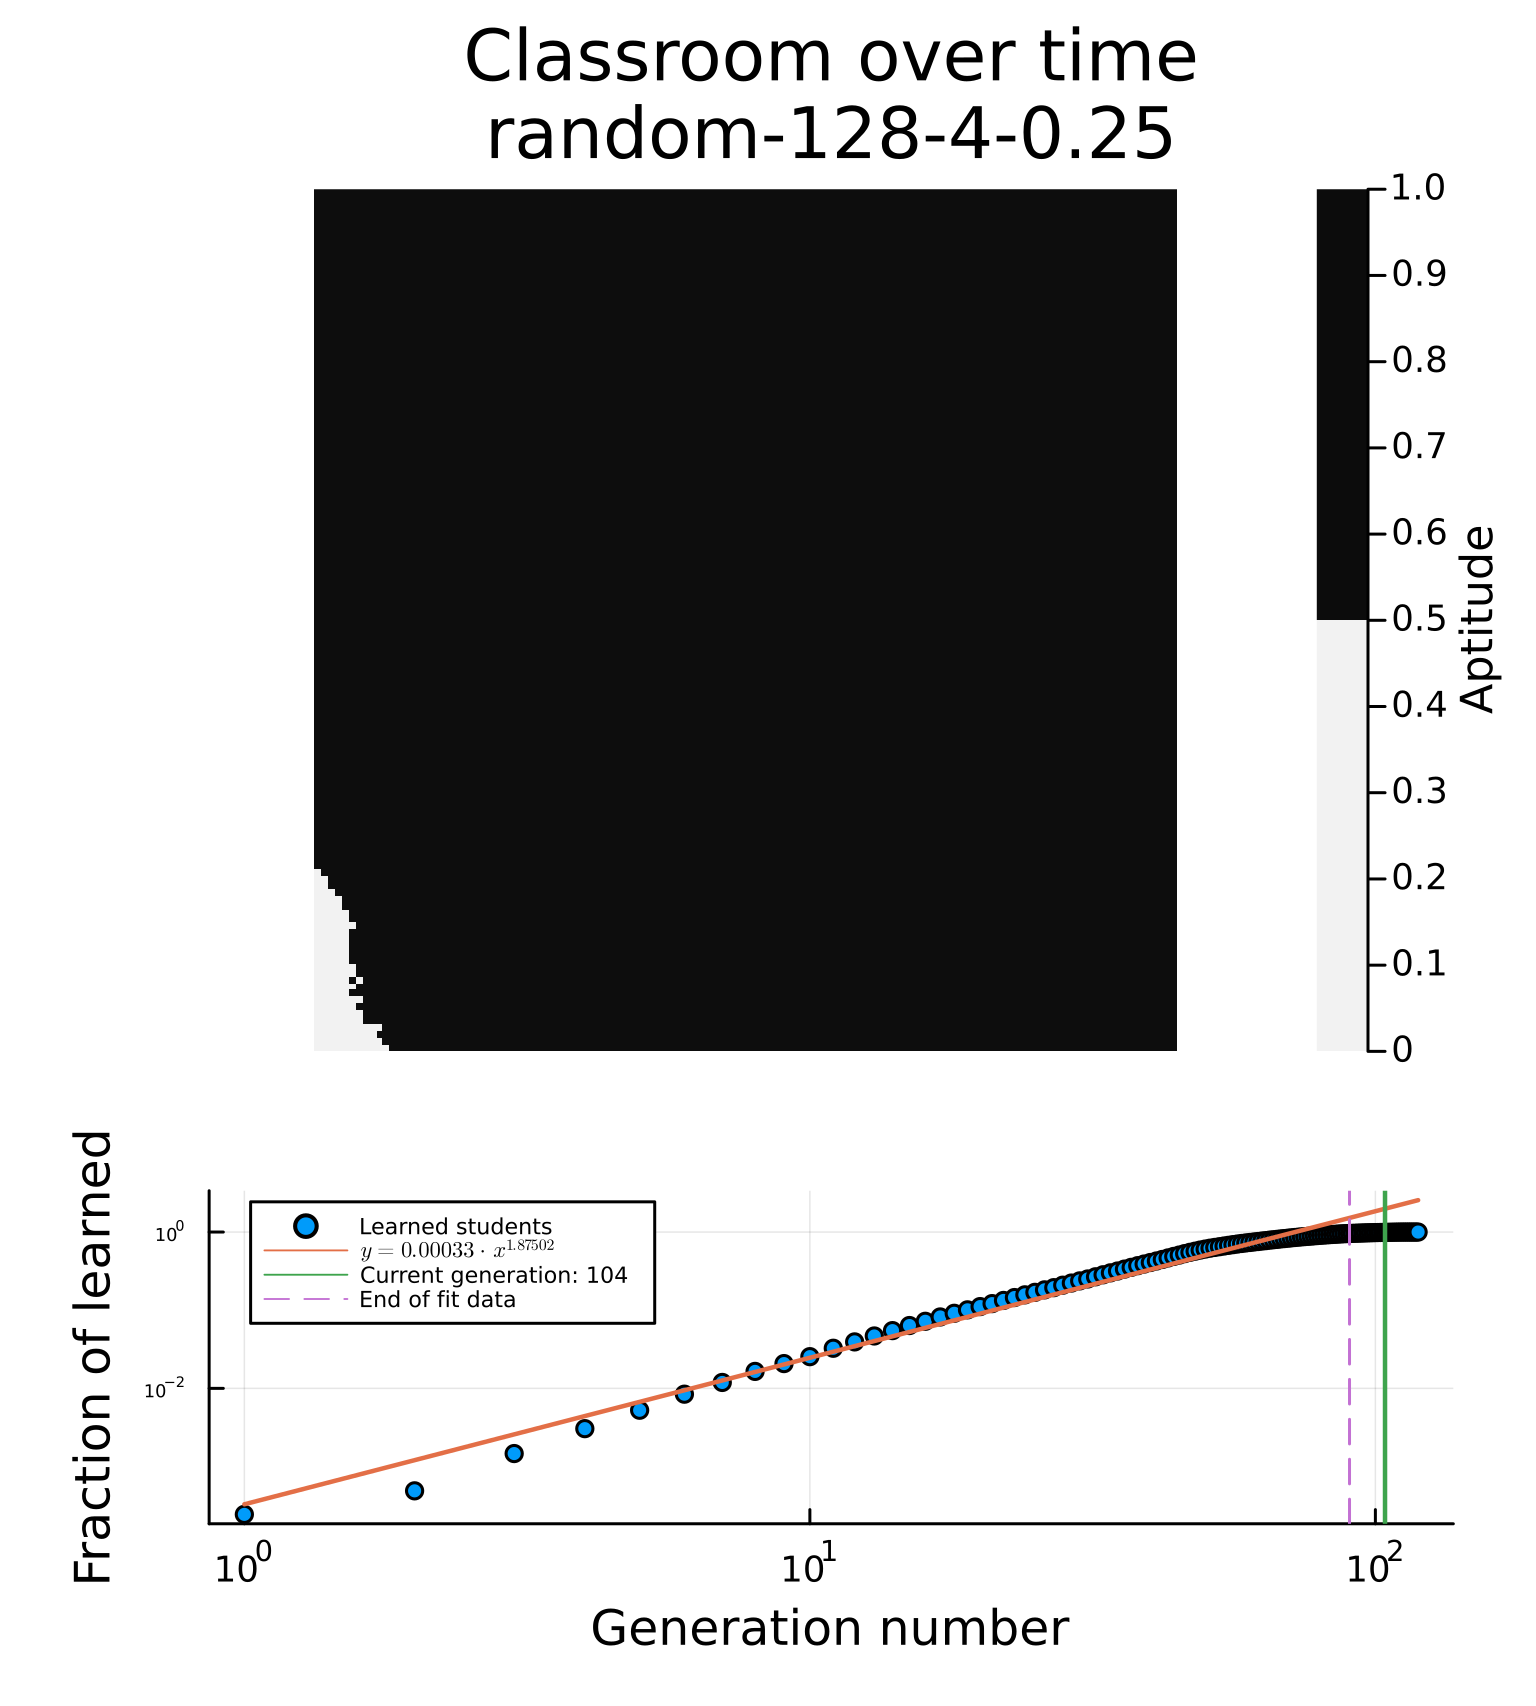 Classroom over time
random-128-4-0.25
1.0
0.9
0.8
0.7
0.6
0.5
0.4
0.3
0.2
0.1
0
Aptitude
Fraction of learned
10^0
10^-2
Learned students
y = 0.00033 · x^1.87502
Current generation: 104
End of fit data
10^0
10^1
10^2
Generation number